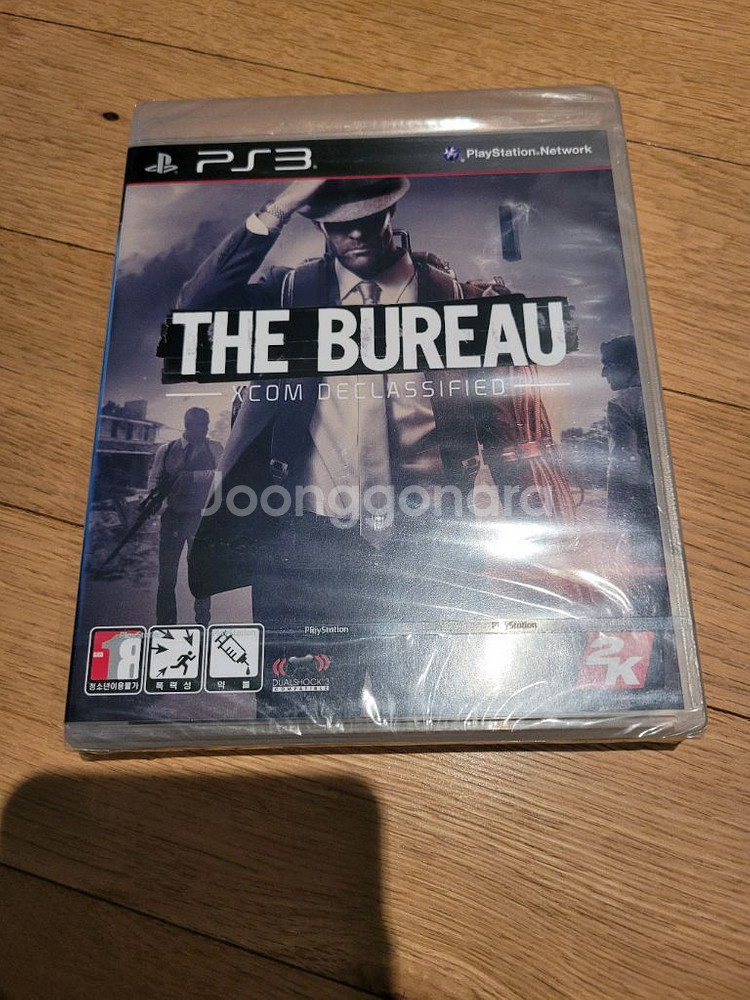 PS3
PlayStation®Network
THE BUREAU
XCOM DECLASSIFIED
Joonggonara
PlayStation
PlayStation
18
청소년이용불가
폭력성
약물
DUALSHOCK®3
COMPATIBLE
2K